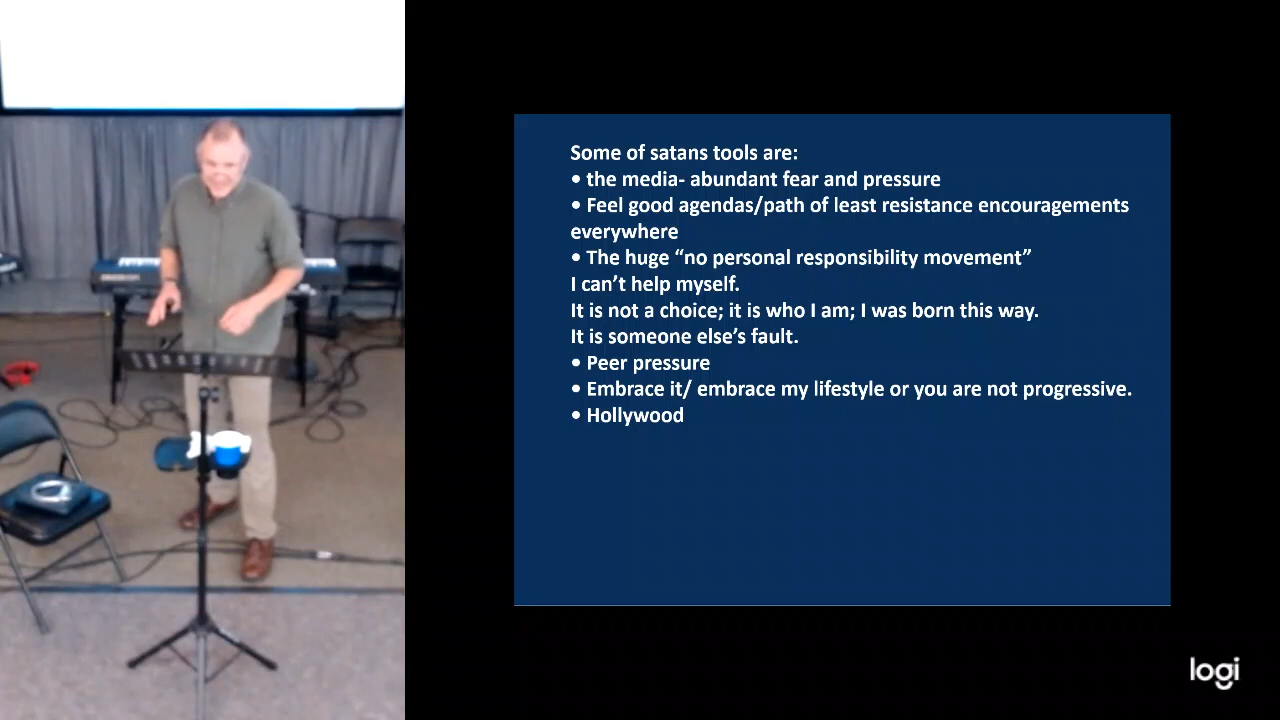 Some of satans tools are:
• the media- abundant fear and pressure
• Feel good agendas/path of least resistance encouragements
everywhere
• The huge “no personal responsibility movement”
I can’t help myself.
It is not a choice; it is who I am; I was born this way.
It is someone else’s fault.
• Peer pressure
• Embrace it/ embrace my lifestyle or you are not progressive.
• Hollywood
logi